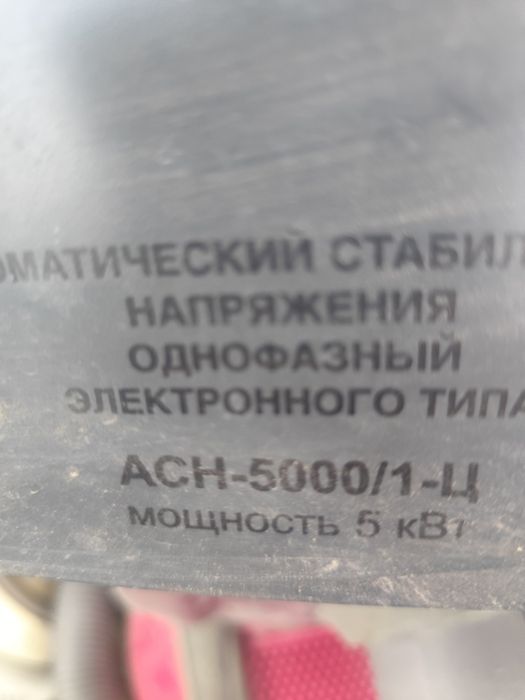 ОМАТИЧЕСКИЙ СТАБИЛ
НАПРЯЖЕНИЯ
ОДНОФАЗНЫЙ
ЭЛЕКТРОННОГО ТИПА
АСН-5000/1-Ц
МОЩНОСТЬ 5 кВт